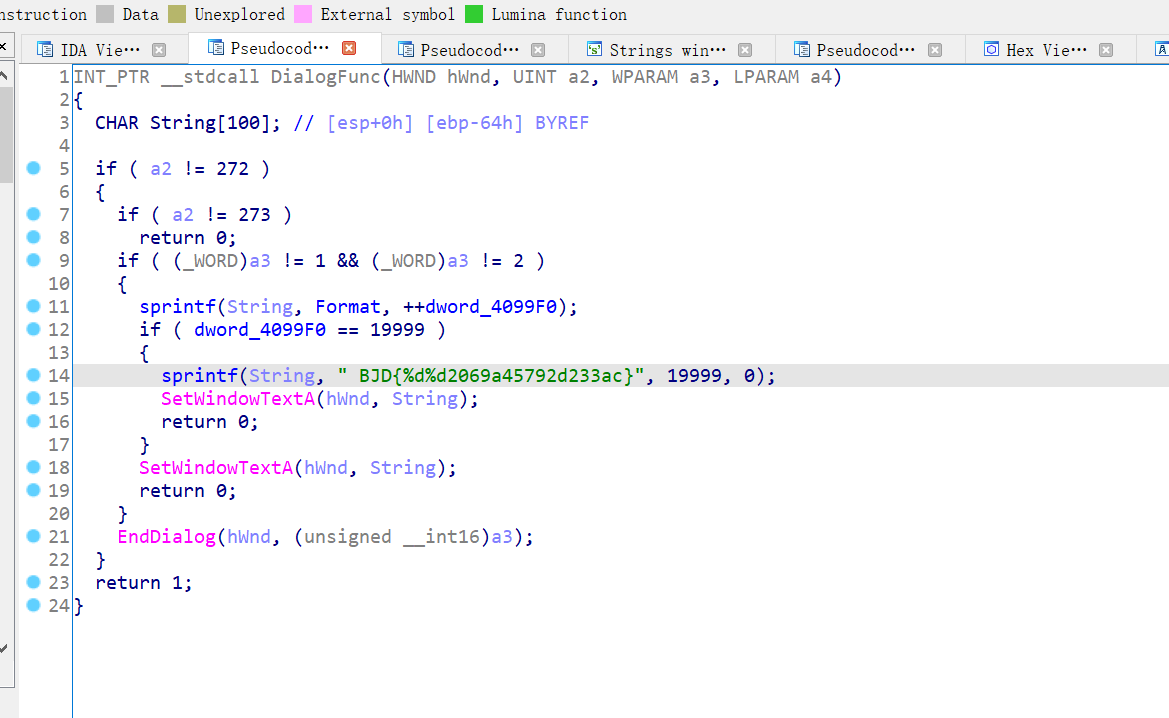 nstruction Data Unexplored External symbol Lumina function
IDA Vie··· Pseudocod··· Pseudocod··· Strings win··· Pseudocod··· Hex Vie···
1 INT_PTR __stdcall DialogFunc(HWND hWnd, UINT a2, WPARAM a3, LPARAM a4)
2 {
3 CHAR String[100]; // [esp+0h] [ebp-64h] BYREF
4
5 if ( a2 != 272 )
6 {
7 if ( a2 != 273 )
8 return 0;
9 if ( (_WORD)a3 != 1 && (_WORD)a3 != 2 )
10 {
11 sprintf(String, Format, ++dword_4099F0);
12 if ( dword_4099F0 == 19999 )
13 {
14 sprintf(String, " BJD{%d%d2069a45792d233ac}", 19999, 0);
15 SetWindowTextA(hWnd, String);
16 return 0;
17 }
18 SetWindowTextA(hWnd, String);
19 return 0;
20 }
21 EndDialog(hWnd, (unsigned __int16)a3);
22 }
23 return 1;
24 }